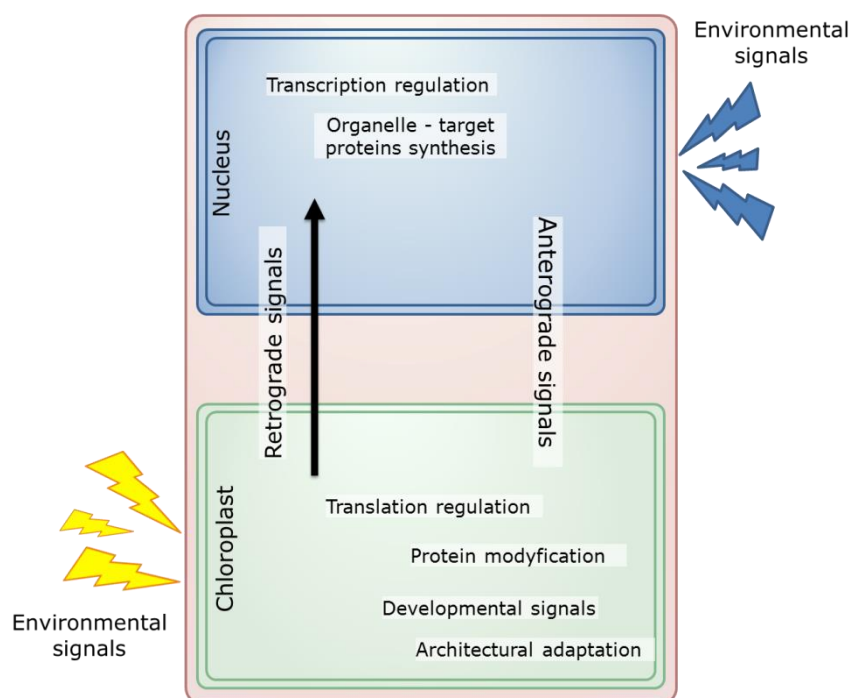 Environmental
signals
Transcription regulation
Organelle - target
proteins synthesis
Nucleus
Retrograde signals
Anterograde signals
Chloroplast
Translation regulation
Protein modyfication
Developmental signals
Architectural adaptation
Environmental
signals